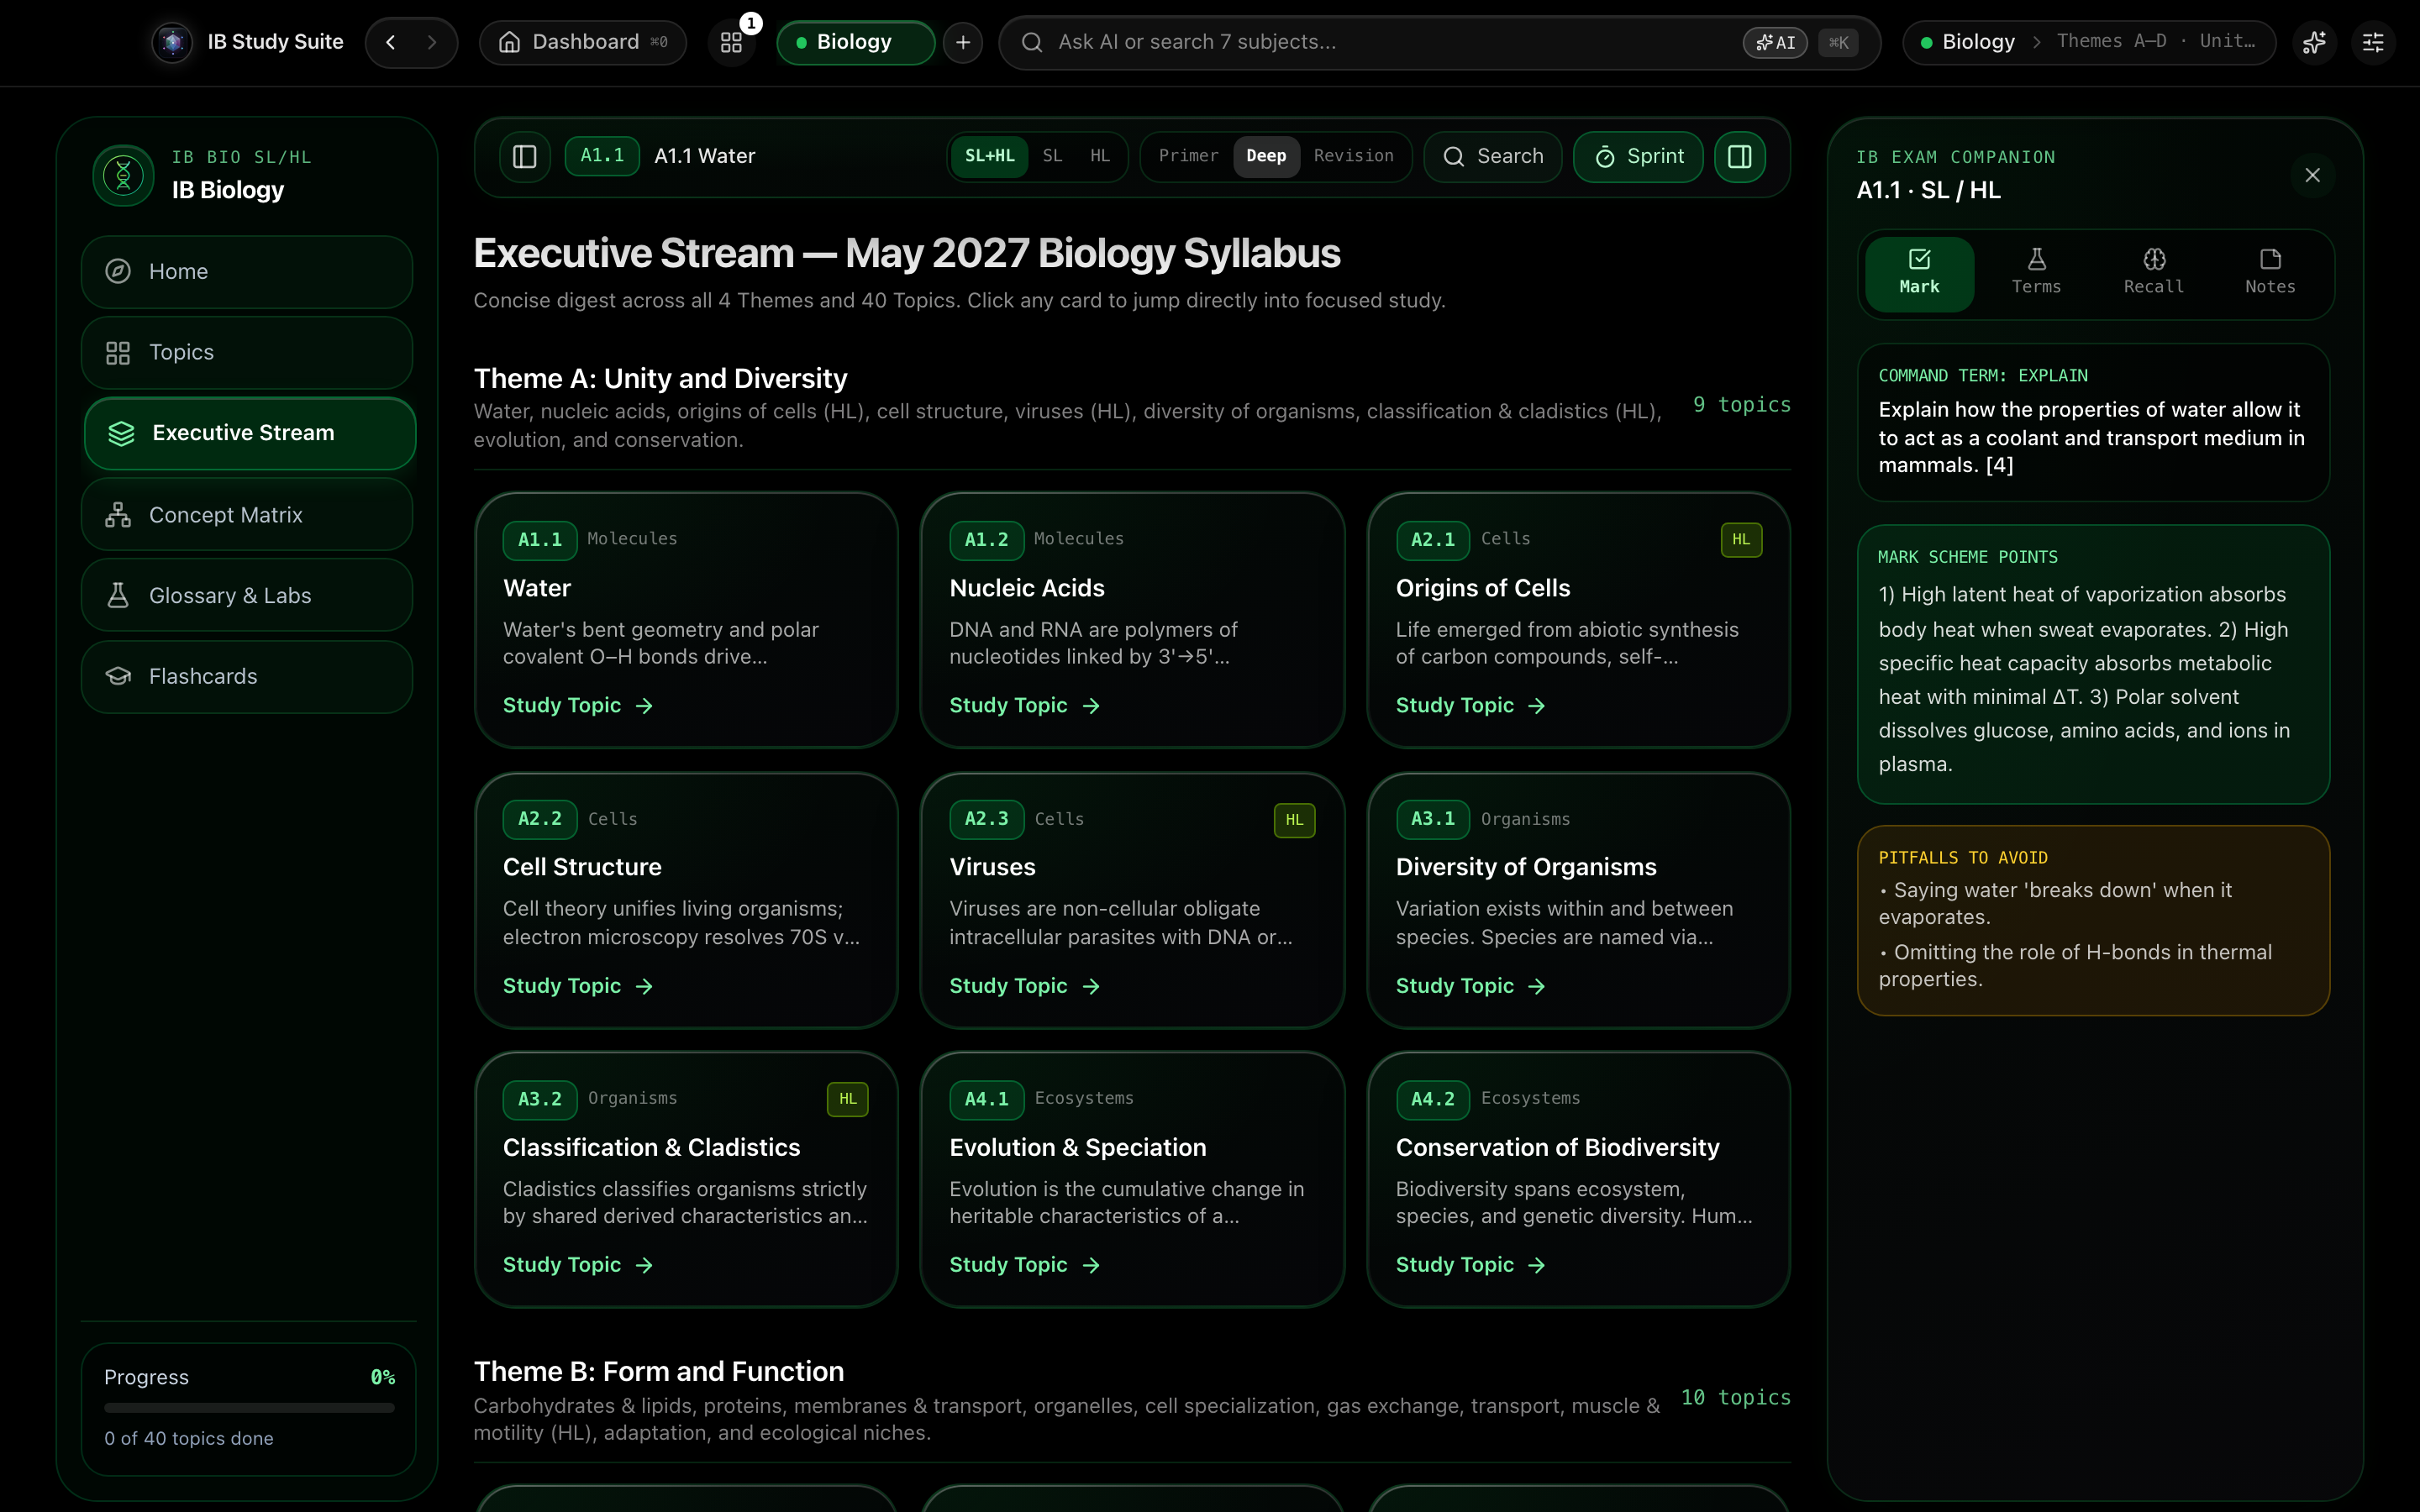 IB Study Suite
Dashboard ⌘0
1
Biology
Ask AI or search 7 subjects...
AI
⌘K
Biology > Themes A–D · Unit…
IB BIO SL/HL
IB Biology
Home
Topics
Executive Stream
Concept Matrix
Glossary & Labs
Flashcards
Progress 0%
0 of 40 topics done
A1.1 A1.1 Water
SL+HL SL HL
Primer Deep Revision
Search
Sprint
Executive Stream — May 2027 Biology Syllabus
Concise digest across all 4 Themes and 40 Topics. Click any card to jump directly into focused study.
Theme A: Unity and Diversity
Water, nucleic acids, origins of cells (HL), cell structure, viruses (HL), diversity of organisms, classification & cladistics (HL),
evolution, and conservation.
9 topics
A1.1 Molecules
Water
Water's bent geometry and polar
covalent O–H bonds drive...
Study Topic →
A1.2 Molecules
Nucleic Acids
DNA and RNA are polymers of
nucleotides linked by 3'→5'...
Study Topic →
A2.1 Cells HL
Origins of Cells
Life emerged from abiotic synthesis
of carbon compounds, self-...
Study Topic →
A2.2 Cells
Cell Structure
Cell theory unifies living organisms;
electron microscopy resolves 70S v...
Study Topic →
A2.3 Cells HL
Viruses
Viruses are non-cellular obligate
intracellular parasites with DNA or...
Study Topic →
A3.1 Organisms
Diversity of Organisms
Variation exists within and between
species. Species are named via...
Study Topic →
A3.2 Organisms HL
Classification & Cladistics
Cladistics classifies organisms strictly
by shared derived characteristics an...
Study Topic →
A4.1 Ecosystems
Evolution & Speciation
Evolution is the cumulative change in
heritable characteristics of a...
Study Topic →
A4.2 Ecosystems
Conservation of Biodiversity
Biodiversity spans ecosystem,
species, and genetic diversity. Hum...
Study Topic →
Theme B: Form and Function
Carbohydrates & lipids, proteins, membranes & transport, organelles, cell specialization, gas exchange, transport, muscle &
motility (HL), adaptation, and ecological niches.
10 topics
IB EXAM COMPANION
A1.1 · SL / HL
Mark Terms Recall Notes
COMMAND TERM: EXPLAIN
Explain how the properties of water allow it
to act as a coolant and transport medium in
mammals. [4]
MARK SCHEME POINTS
1) High latent heat of vaporization absorbs
body heat when sweat evaporates. 2) High
specific heat capacity absorbs metabolic
heat with minimal ΔT. 3) Polar solvent
dissolves glucose, amino acids, and ions in
plasma.
PITFALLS TO AVOID
• Saying water 'breaks down' when it
evaporates.
• Omitting the role of H-bonds in thermal
properties.